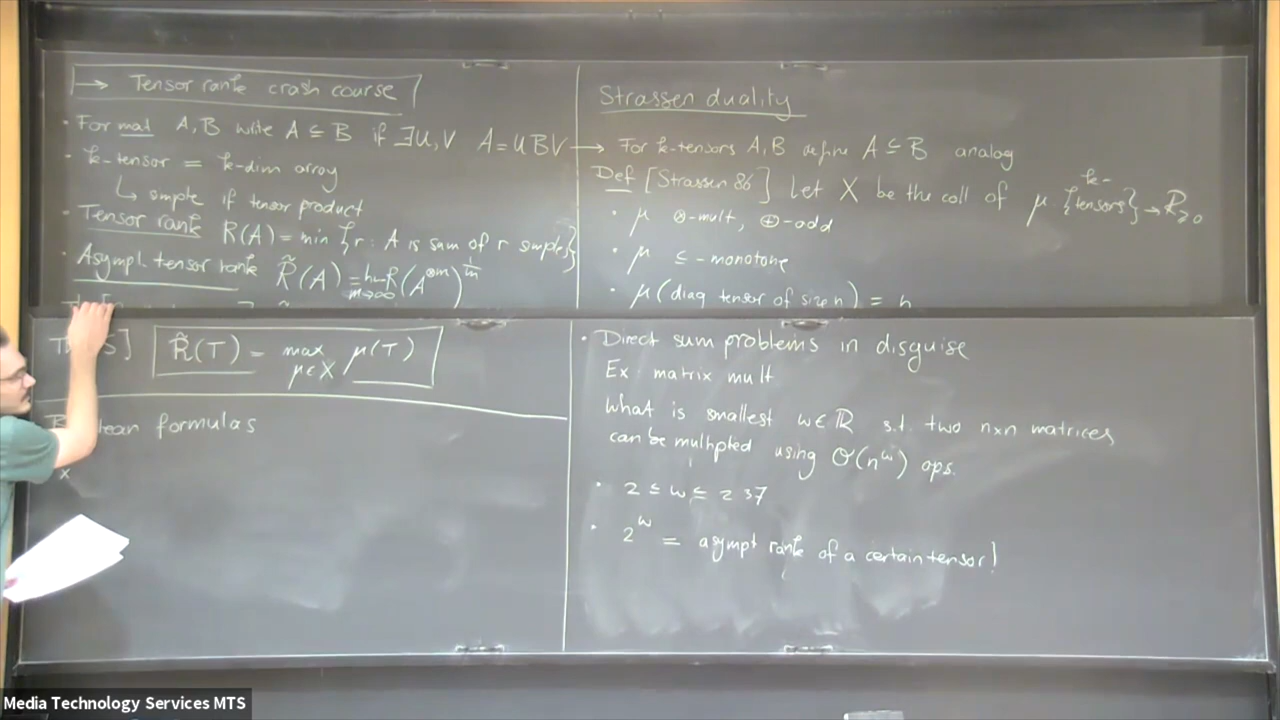 → Tensor rank crash course
· For mat A, B write A ≤ B if ∃U, V A = UBV
· k-tensor = k-dim array
↳ simple if tensor product
· Tensor rank R(A) = min { r : A is sum of r simple }
· Asympt. tensor rank R̃(A) = lim_{m→∞} R(A^{⊗m})^{1/m}
S] R̃(T) = max_{μ∈X} μ(T)
formulas
x
Strassen duality
→ For k-tensors A, B define A ≤ B analog
Def [Strassen 86] Let X be the coll of μ : {k-tensors} → R≥0
· μ ⊗-mult, ⊕-add
· μ ≤-monotone
· μ(diag tensor of size n) = n
· Direct sum problems in disguise
Ex. matrix mult
What is smallest ω∈R s.t. two n×n matrices
can be multiplied using O(n^ω) ops.
· 2 ≤ ω ≤ 2.37
· 2^ω = asympt rank of a certain tensor!
Media Technology Services MTS